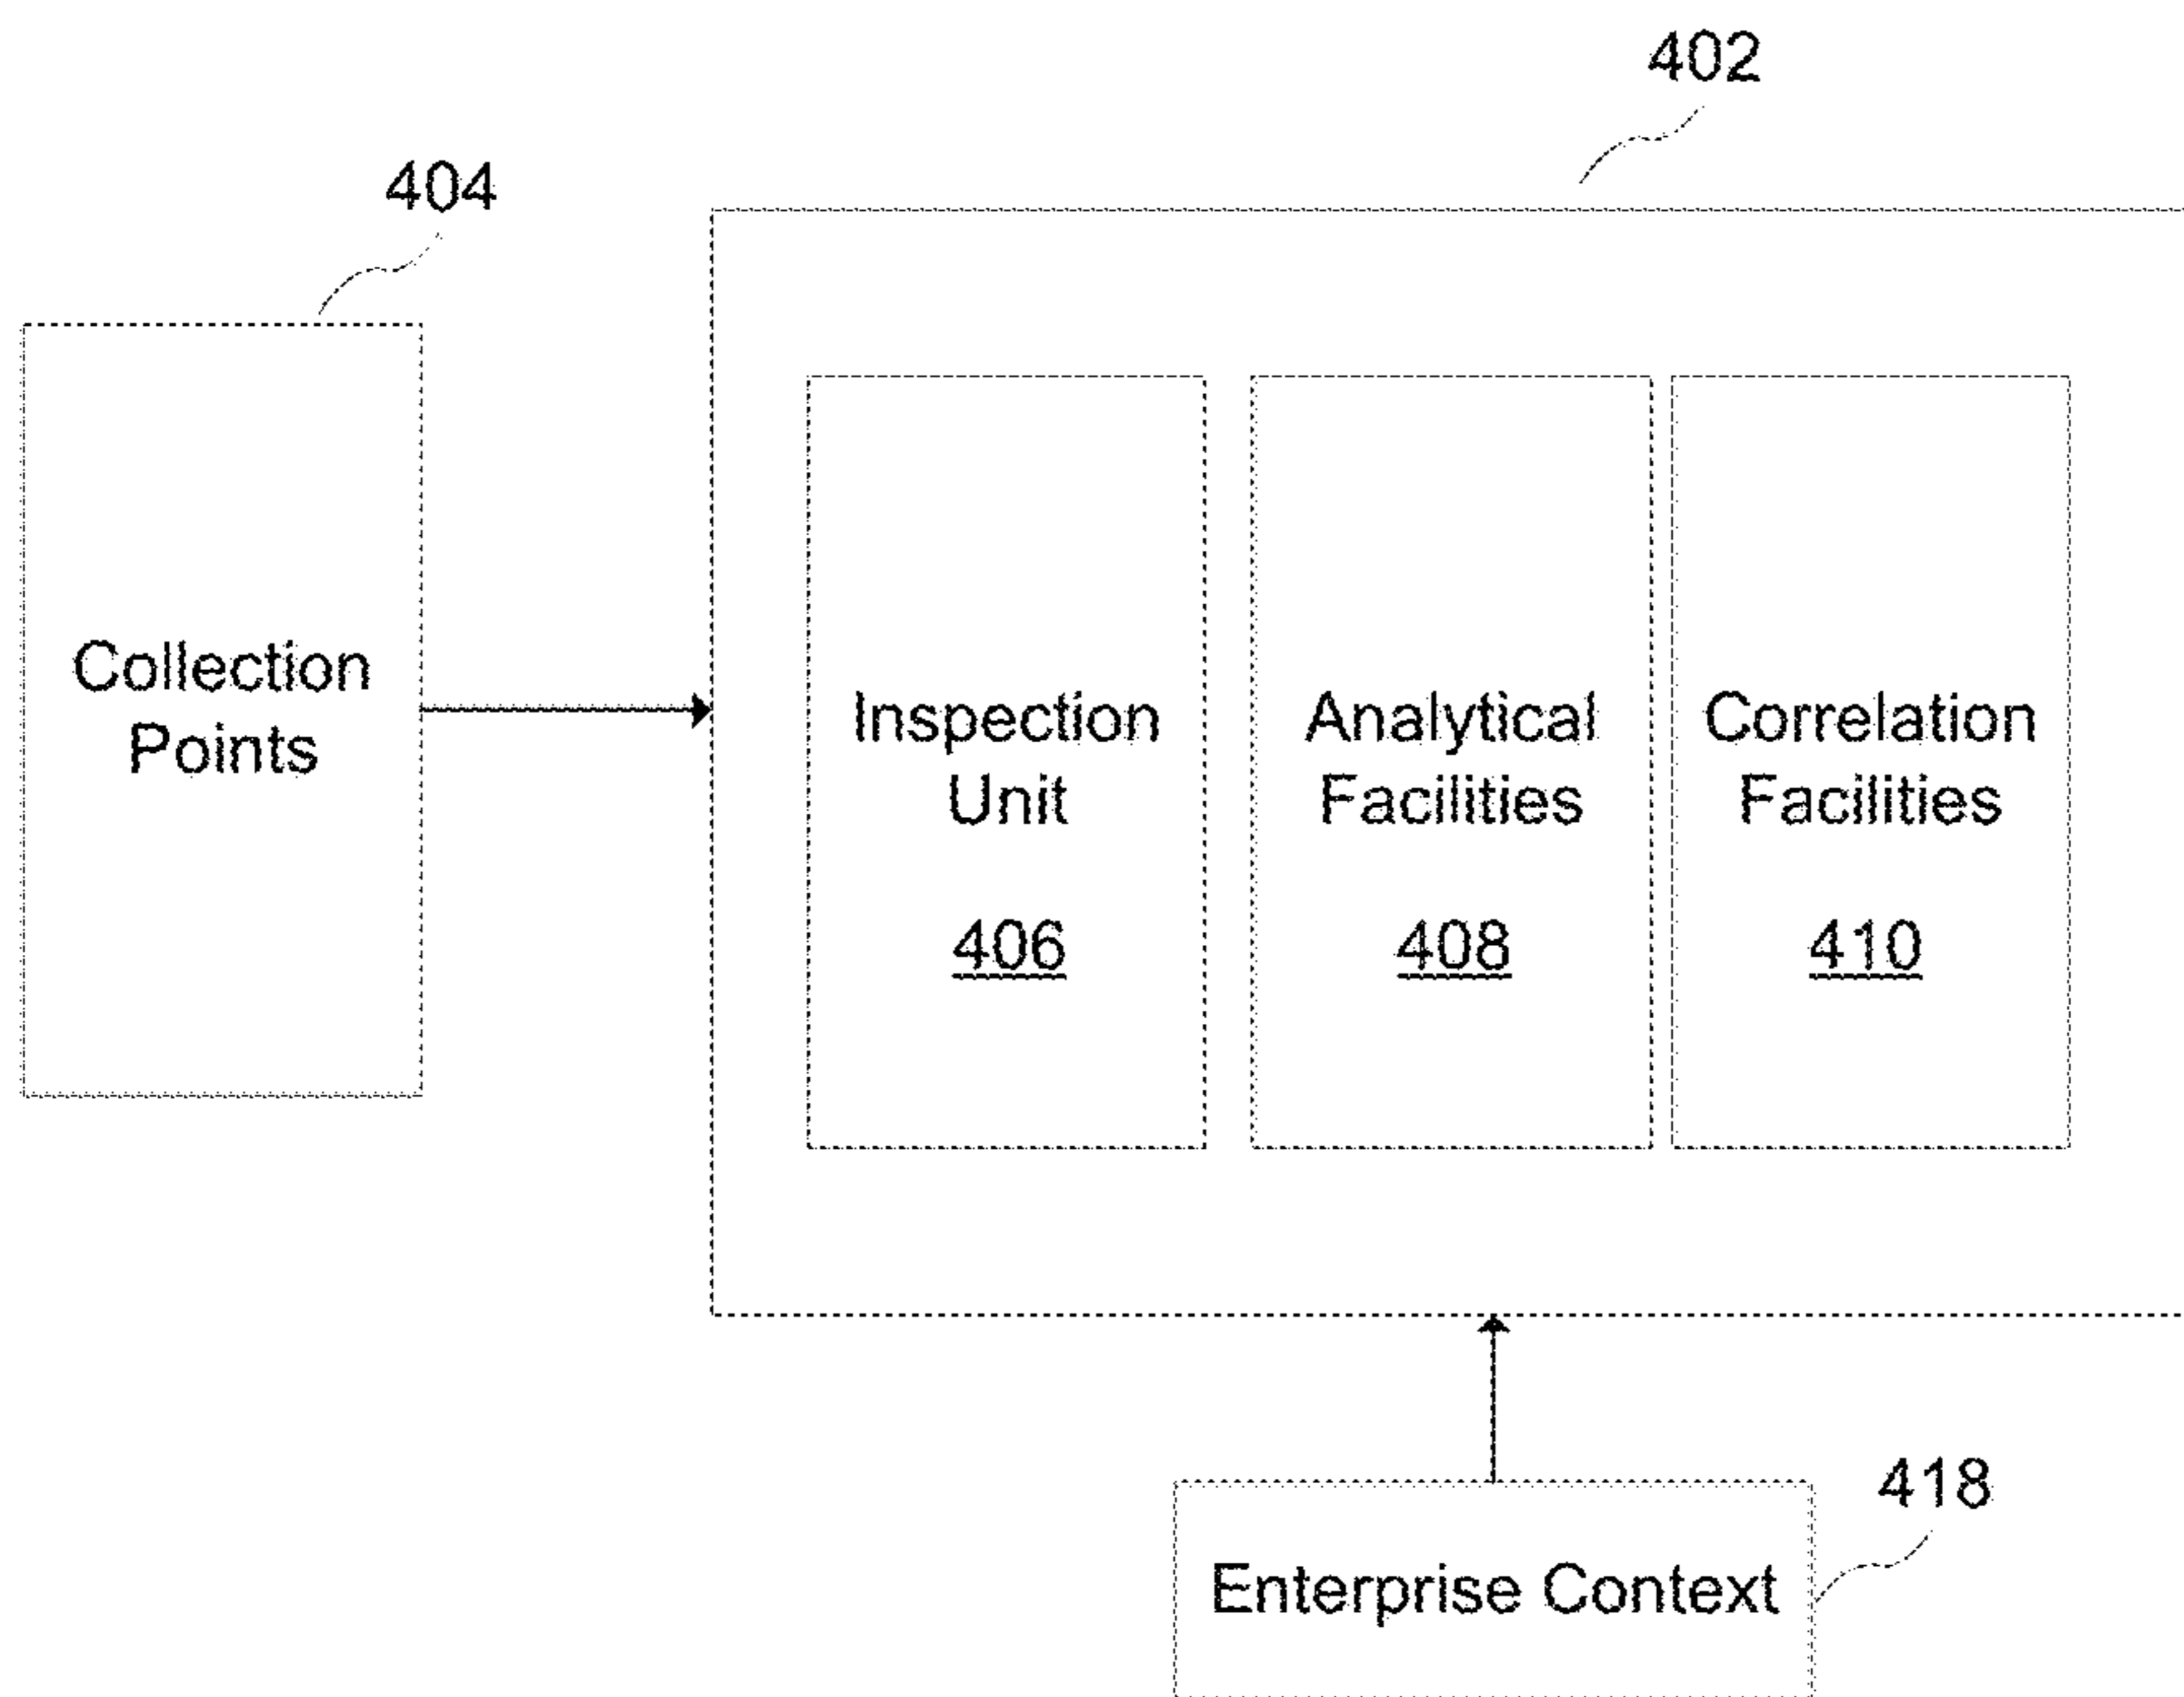 402
404
Collection
Points
Inspection
Unit
406
Analytical
Facilities
408
Correlation
Facilities
410
418
Enterprise Context